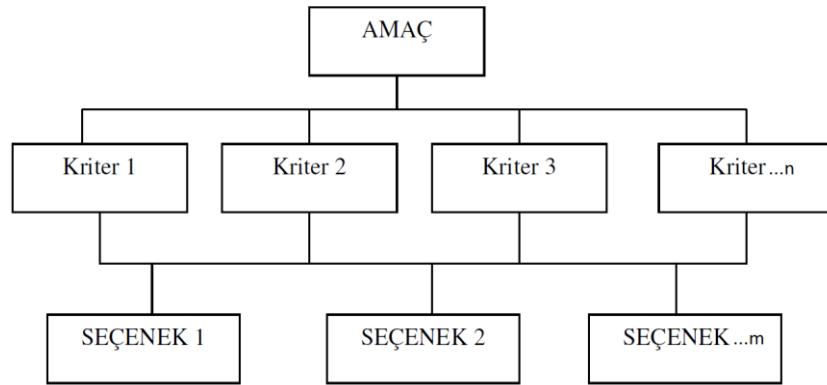 AMAÇ
Kriter 1
Kriter 2
Kriter 3
Kriter...n
SEÇENEK 1
SEÇENEK 2
SEÇENEK...m